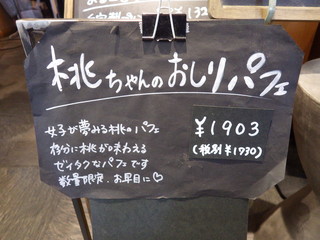 桃ちゃんのおしりパフェ
女子が夢みる桃のパフェ
存分に桃が味わえる
ゼイタクなパフェです
数量限定、お早目に♡
¥1903
(税別¥1730)